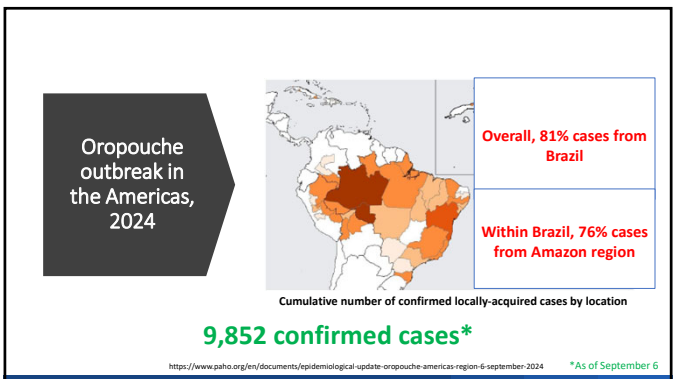 Oropouche
outbreak in
the Americas,
2024
Overall, 81% cases from
Brazil
Within Brazil, 76% cases
from Amazon region
Cumulative number of confirmed locally-acquired cases by location
9,852 confirmed cases*
https://www.paho.org/en/documents/epidemiological-update-oropouche-americas-region-6-september-2024
*As of September 6